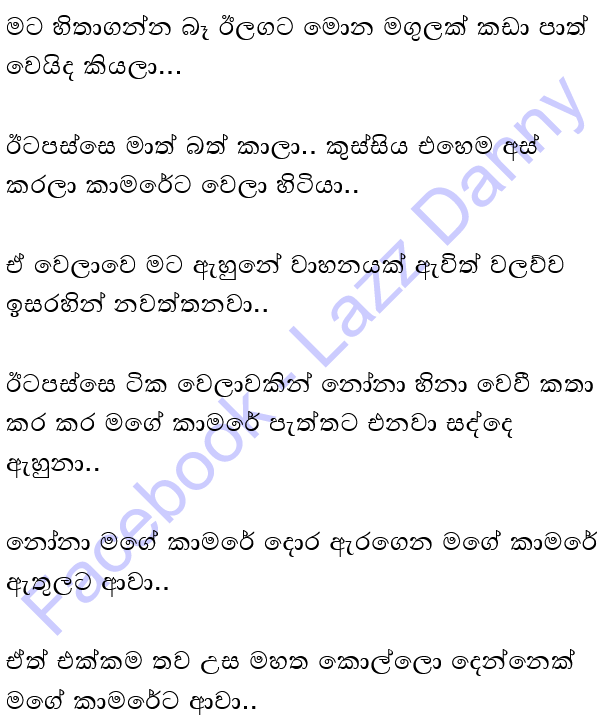 මට හිතාගන්න බෑ ඊලගට මොන මගුලක් කඩා පාත්
වෙයිද කියලා...
ඊටපස්සෙ මාත් බත් කාලා.. කුස්සිය එහෙම අස්
කරලා කාමරේට වෙලා හිටියා..
ඒ වෙලාවෙ මට ඇහුනේ වාහනයක් ඇවිත් වලව්ව
ඉසරහින් නවත්තනවා..
ඊටපස්සෙ ටික වෙලාවකින් නෝනා හිනා වෙවී කතා
කර කර මගේ කාමරේ පැත්තට එනවා සද්දෙ
ඇහුනා..
නෝනා මගේ කාමරේ දොර ඇරගෙන මගේ කාමරේ
ඇතුලට ආවා..
ඒත් එක්කම තව උස මහත කොල්ලො දෙන්නෙක්
මගේ කාමරේට ආවා..
Facebook - Lazz Danny